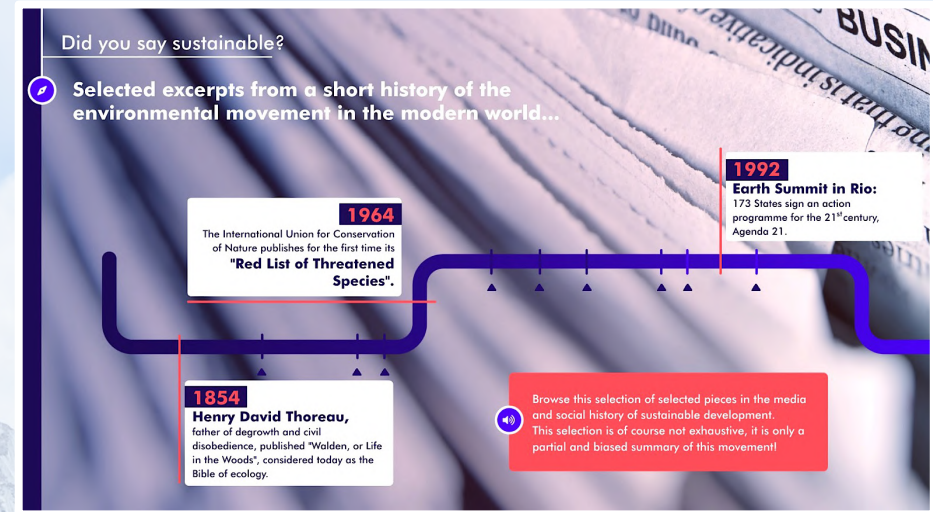 Did you say sustainable?
Selected excerpts from a short history of the
environmental movement in the modern world...
BUSIN
1992
Earth Summit in Rio:
173 States sign an action
programme for the 21st century,
Agenda 21.
1964
The International Union for Conservation
of Nature publishes for the first time its
"Red List of Threatened
Species".
1854
Henry David Thoreau,
father of degrowth and civil
disobedience, published "Walden, or Life
in the Woods", considered today as the
Bible of ecology.
Browse this selection of selected pieces in the media
and social history of sustainable development.
This selection is of course not exhaustive, it is only a
partial and biased summary of this movement!